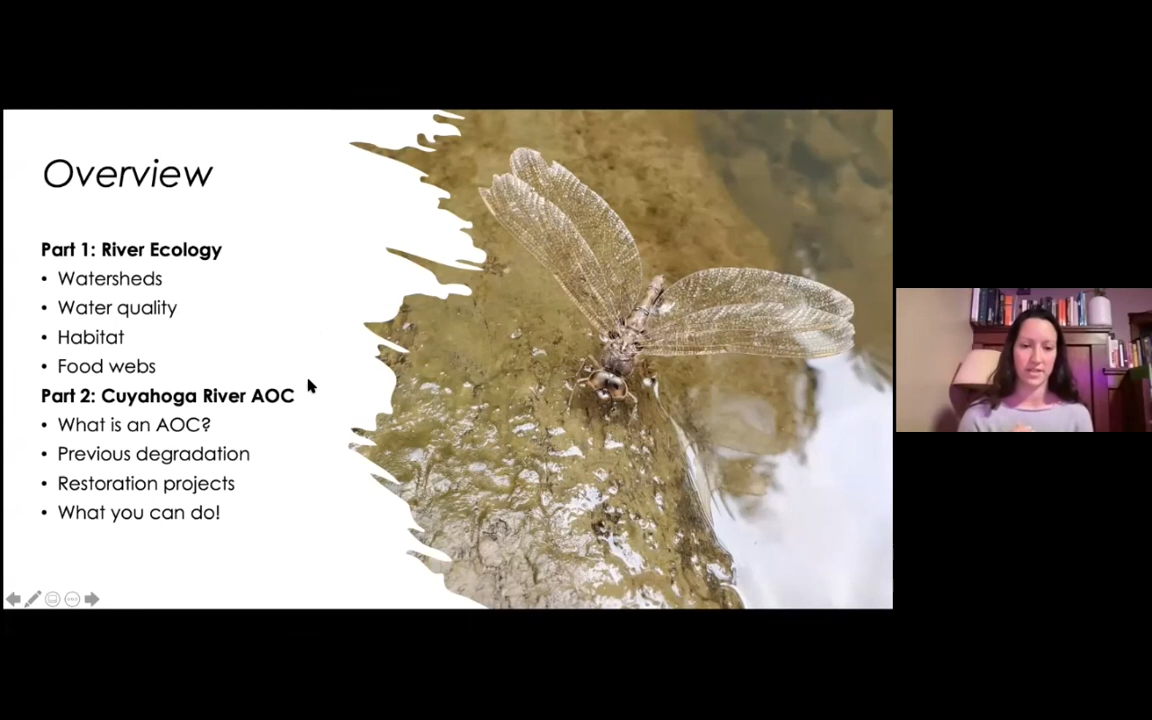 Overview
Part 1: River Ecology
• Watersheds
• Water quality
• Habitat
• Food webs
Part 2: Cuyahoga River AOC
• What is an AOC?
• Previous degradation
• Restoration projects
• What you can do!